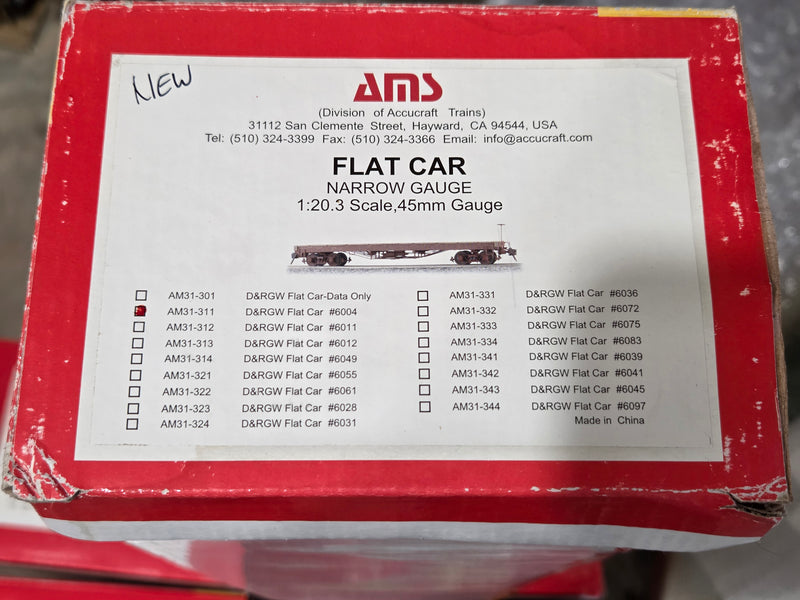 NEW
AMS
(Division of Accucraft Trains)
31112 San Clemente Street, Hayward, CA 94544, USA
Tel: (510) 324-3399 Fax: (510) 324-3366 Email: info@accucraft.com
FLAT CAR
NARROW GAUGE
1:20.3 Scale,45mm Gauge
AM31-301 D&RGW Flat Car-Data Only
AM31-311 D&RGW Flat Car #6004
AM31-312 D&RGW Flat Car #6011
AM31-313 D&RGW Flat Car #6012
AM31-314 D&RGW Flat Car #6049
AM31-321 D&RGW Flat Car #6055
AM31-322 D&RGW Flat Car #6061
AM31-323 D&RGW Flat Car #6028
AM31-324 D&RGW Flat Car #6031
AM31-331 D&RGW Flat Car #6036
AM31-332 D&RGW Flat Car #6072
AM31-333 D&RGW Flat Car #6075
AM31-334 D&RGW Flat Car #6083
AM31-341 D&RGW Flat Car #6039
AM31-342 D&RGW Flat Car #6041
AM31-343 D&RGW Flat Car #6045
AM31-344 D&RGW Flat Car #6097
Made in China